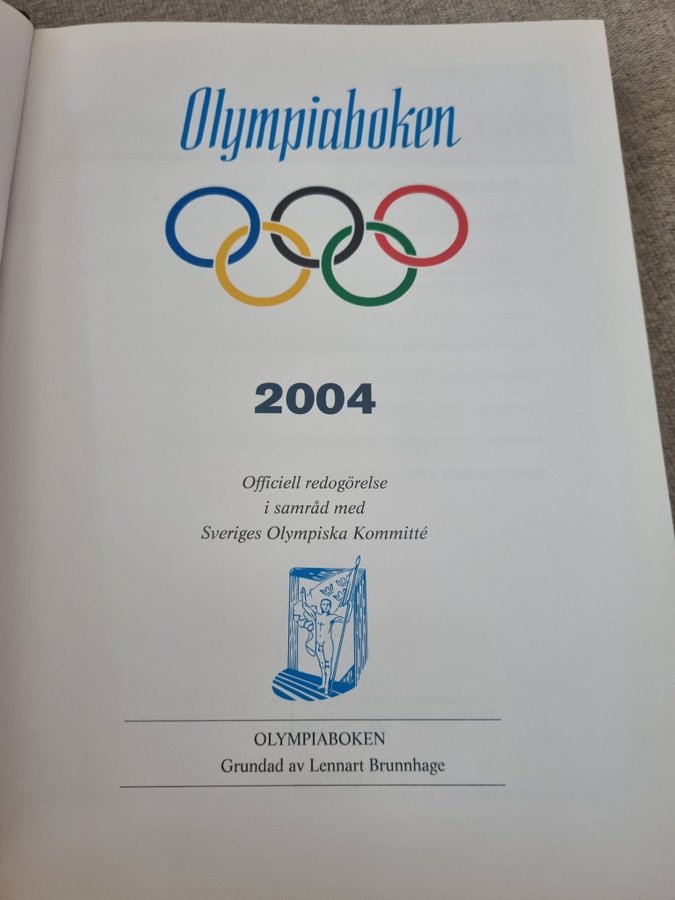 Olympiaboken
2004
Officiell redogörelse
i samråd med
Sveriges Olympiska Kommitté
OLYMPIABOKEN
Grundad av Lennart Brunnhage